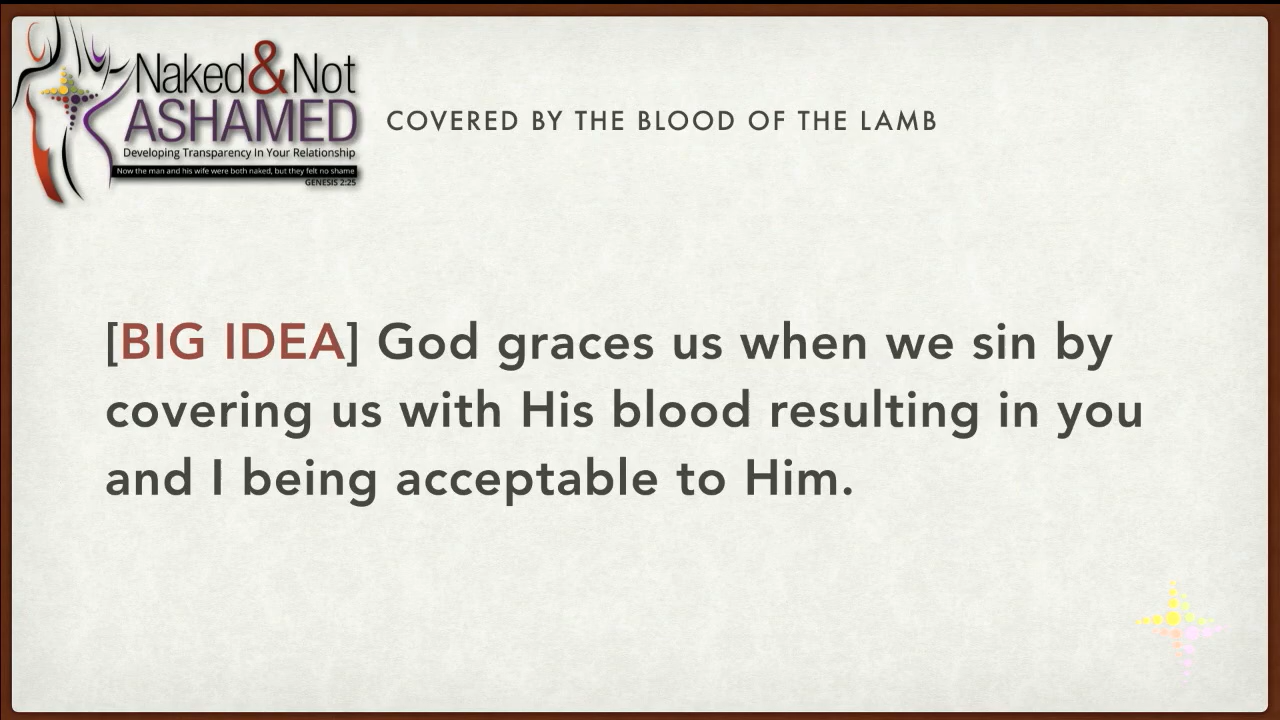 Naked&Not
ASHAMED
Developing Transparency In Your Relationship
Now the man and his wife were both naked, but they felt no shame
GENESIS 2:25
COVERED BY THE BLOOD OF THE LAMB
[BIG IDEA] God graces us when we sin by
covering us with His blood resulting in you
and I being acceptable to Him.